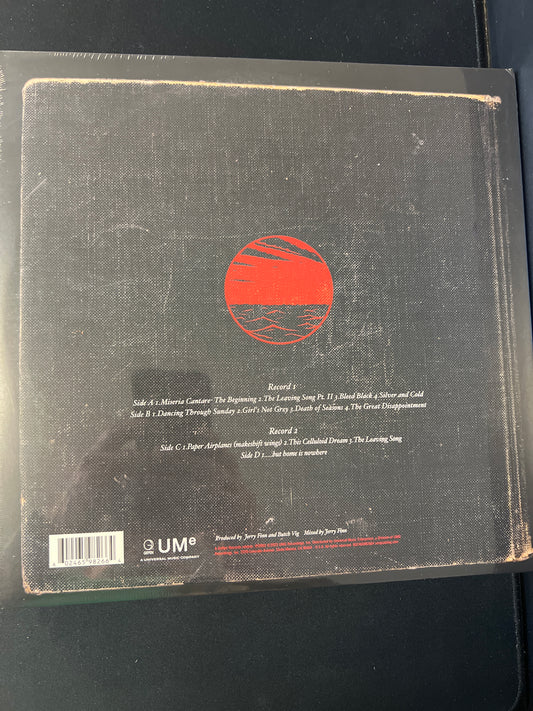 Record 1
Side A 1.Miseria Cantare- The Beginning 2.The Leaving Song Pt. II 3.Bleed Black 4.Silver and Cold
Side B 1.Dancing Through Sunday 2.Girl's Not Grey 3.Death of Seasons 4.The Great Disappointment
Record 2
Side C 1.Paper Airplanes (makeshift wings) 2.This Celluloid Dream 3.The Leaving Song
Side D 1....but home is nowhere
Produced by Jerry Finn and Butch Vig Mixed by Jerry Finn
UMe
A UNIVERSAL MUSIC COMPANY
6 02465 98266